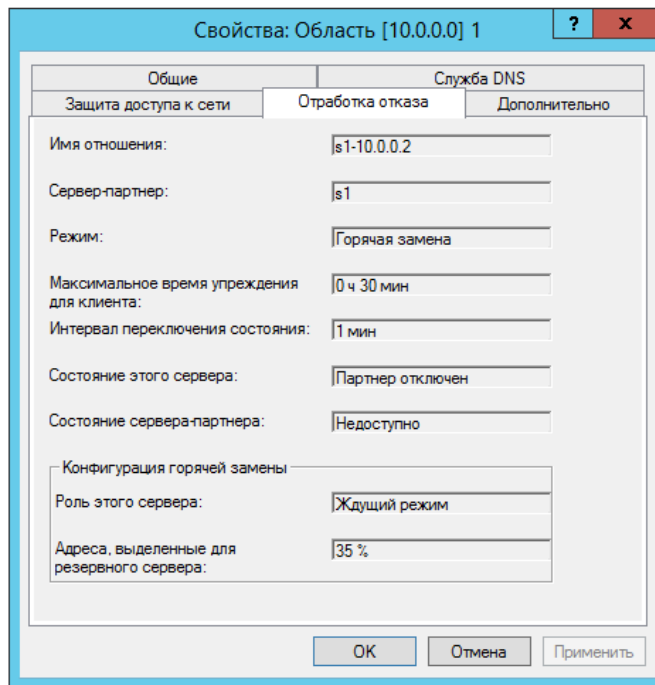 Свойства: Область [10.0.0.0] 1
?
x
Общие
Служба DNS
Защита доступа к сети
Отработка отказа
Дополнительно
Имя отношения:
s1-10.0.0.2
Сервер-партнер:
s1
Режим:
Горячая замена
Максимальное время упреждения
для клиента:
0 ч 30 мин
Интервал переключения состояния:
1 мин
Состояние этого сервера:
Партнер отключен
Состояние сервера-партнера:
Недоступно
Конфигурация горячей замены
Роль этого сервера:
Ждущий режим
Адреса, выделенные для
резервного сервера:
35 %
OK
Отмена
Применить